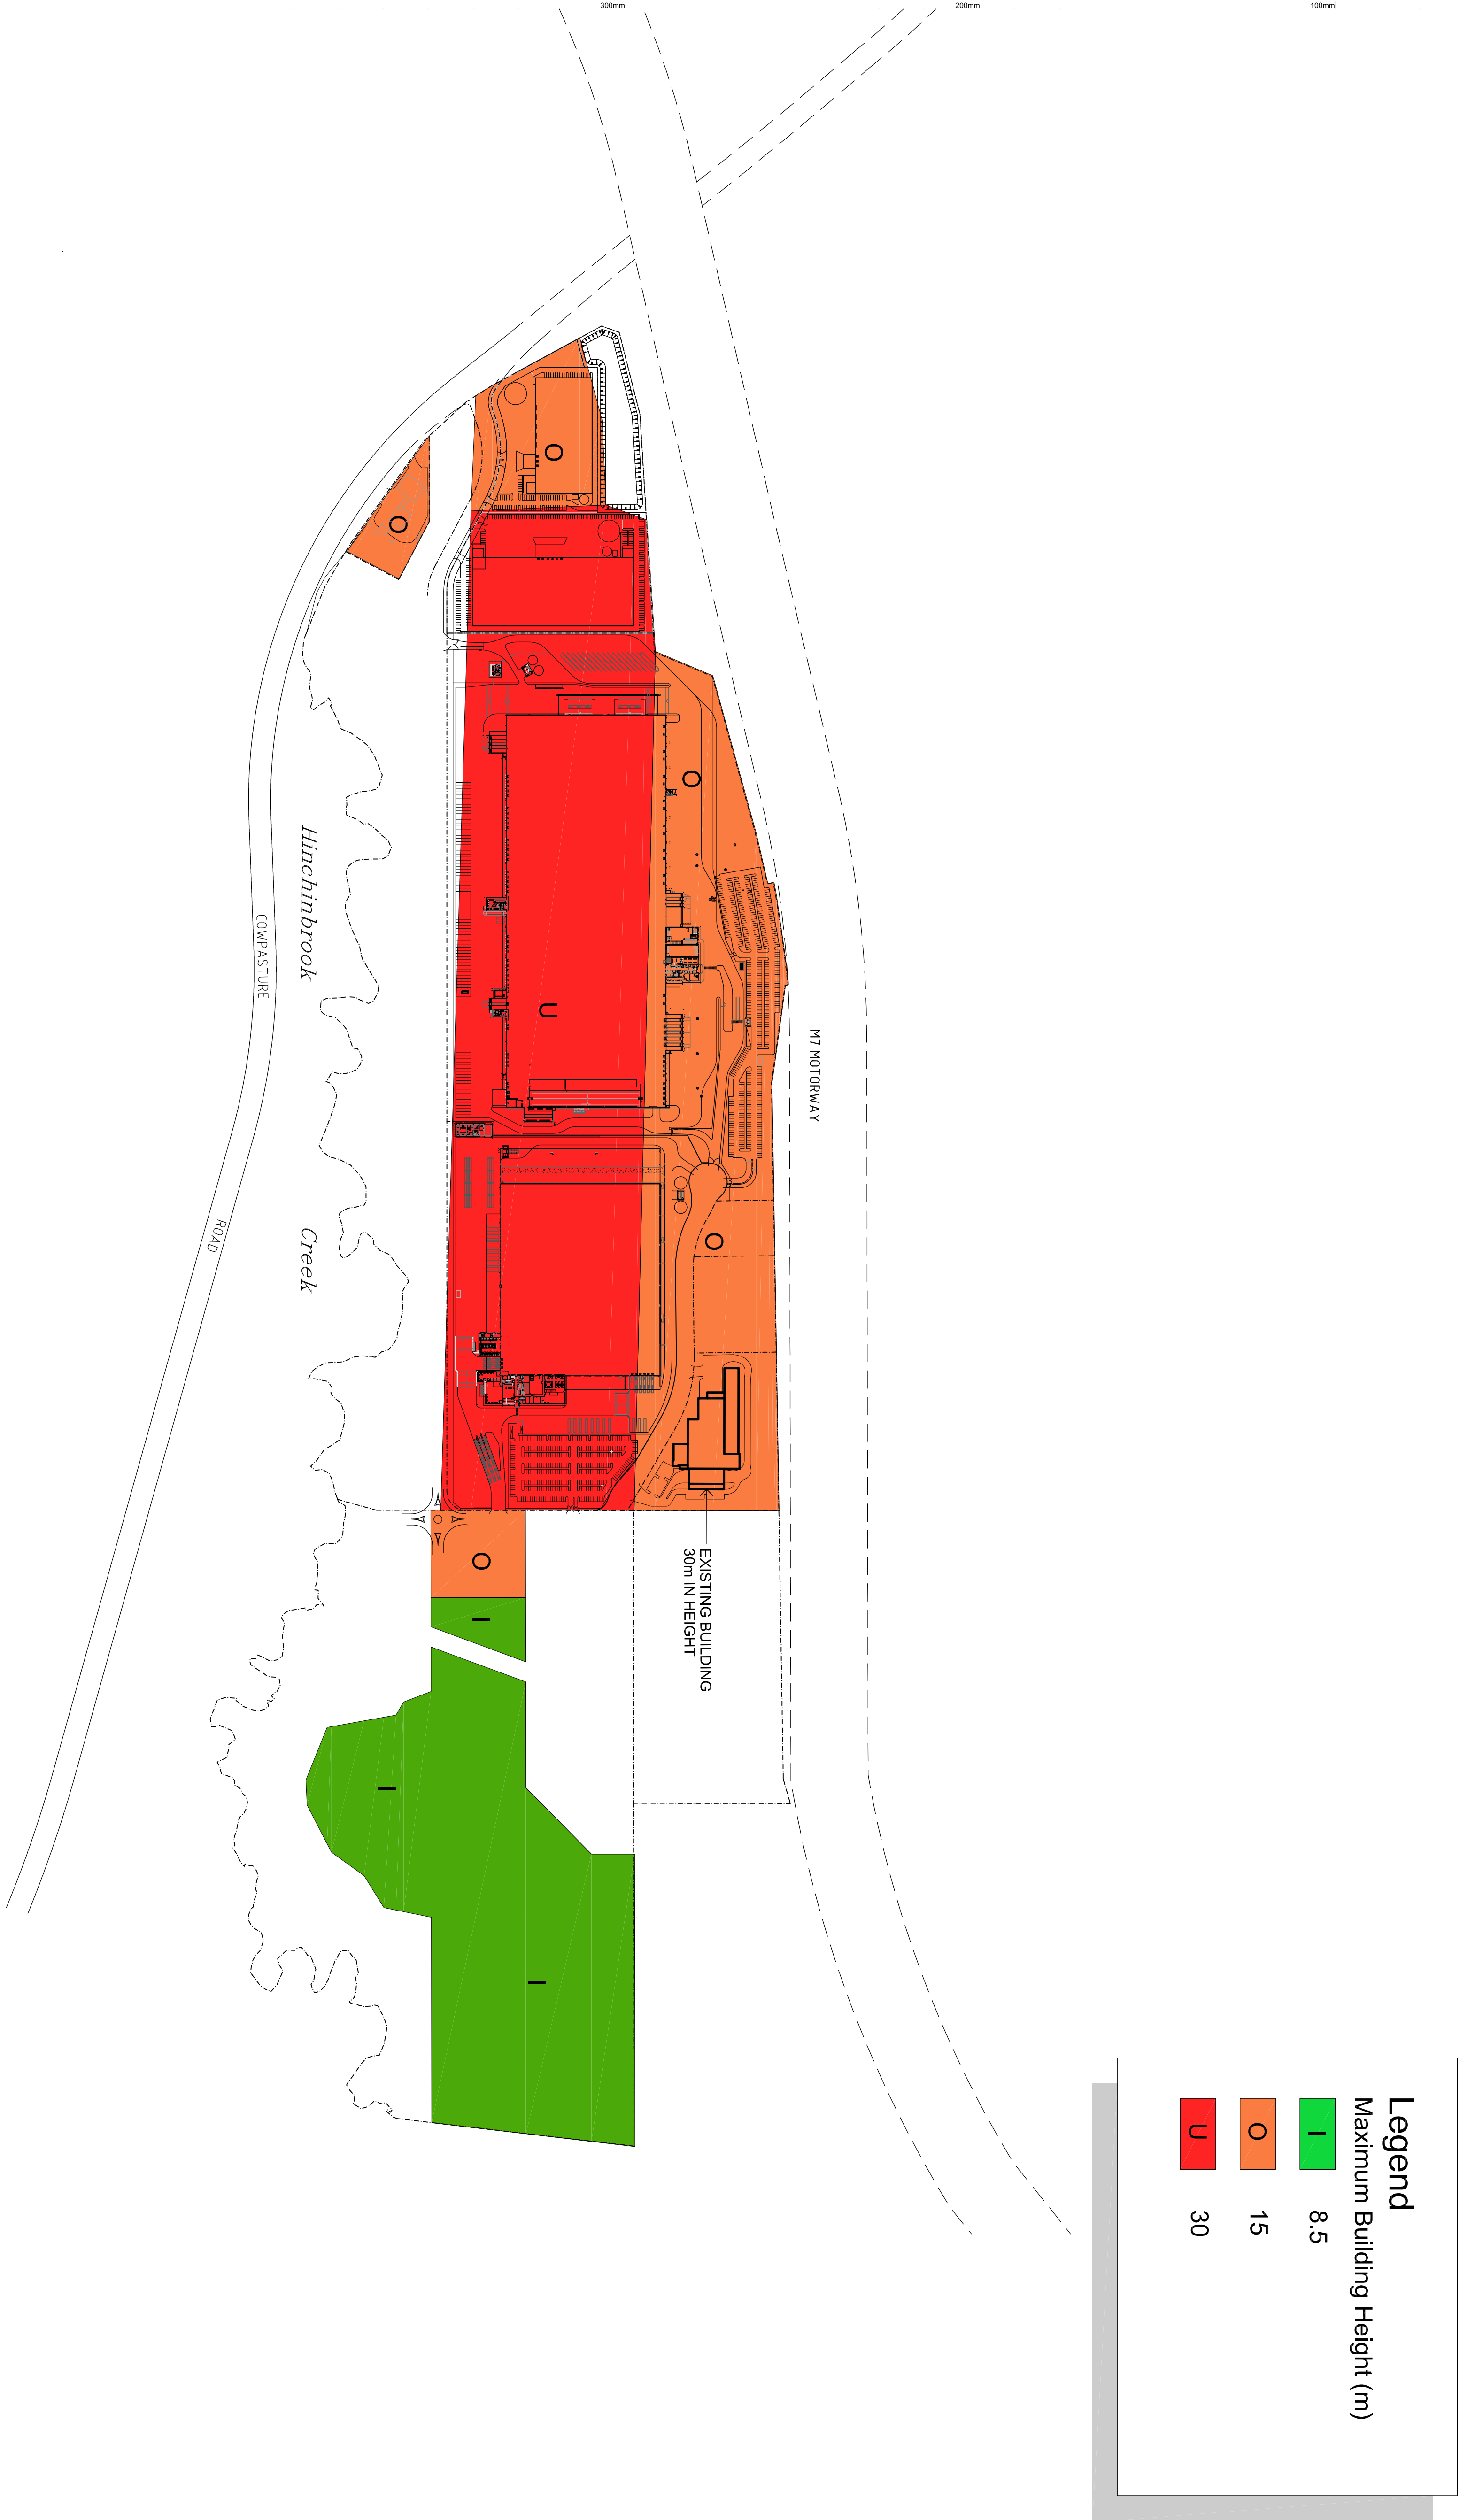 300mm
200mm
100mm
O
O
U
O
O
O
I
I
I
Hinchinbrook
Creek
COWPASTURE
ROAD
M7 MOTORWAY
EXISTING BUILDING
30m IN HEIGHT
Legend
Maximum Building Height (m)
I 8.5
O 15
U 30